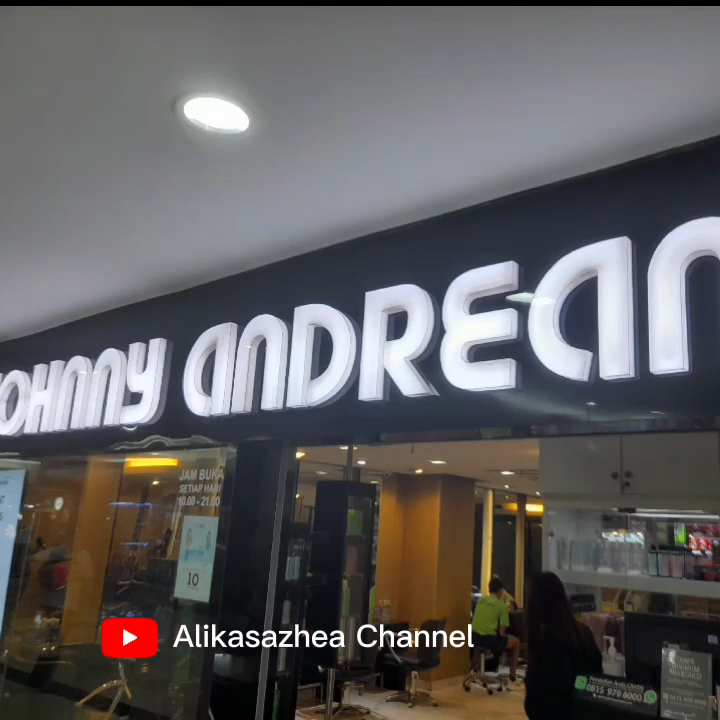 JOHNNY ANDREAN
JAM BUKA
SETIAP HARI
10.00 - 21.00
10
Alikasazhea Channel
0815 979 8000